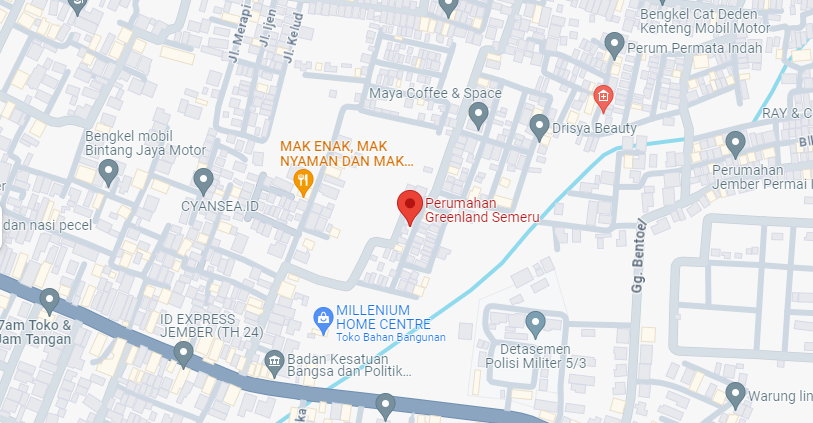 Bengkel Cat Deden
Kenteng Mobil Motor
Jl. Merapi
Jl. Ijen
Jl. Kelud
Perum Permata Indah
Maya Coffee & Space
RAY & C
Drisya Beauty
Bengkel mobil
Bintang Jaya Motor
MAK ENAK, MAK
NYAMAN DAN MAK...
Perumahan
Jember Permai
CYANSEA.ID
Perumahan
Greenland Semeru
dan nasi pecel
Gg. Bentoel
7am Toko &
Jam Tangan
ID EXPRESS
JEMBER (TH 24)
MILLENIUM
HOME CENTRE
Toko Bahan Bangunan
Badan Kesatuan
Bangsa dan Politik...
Detasemen
Polisi Militer 5/3
Warung lin
ka